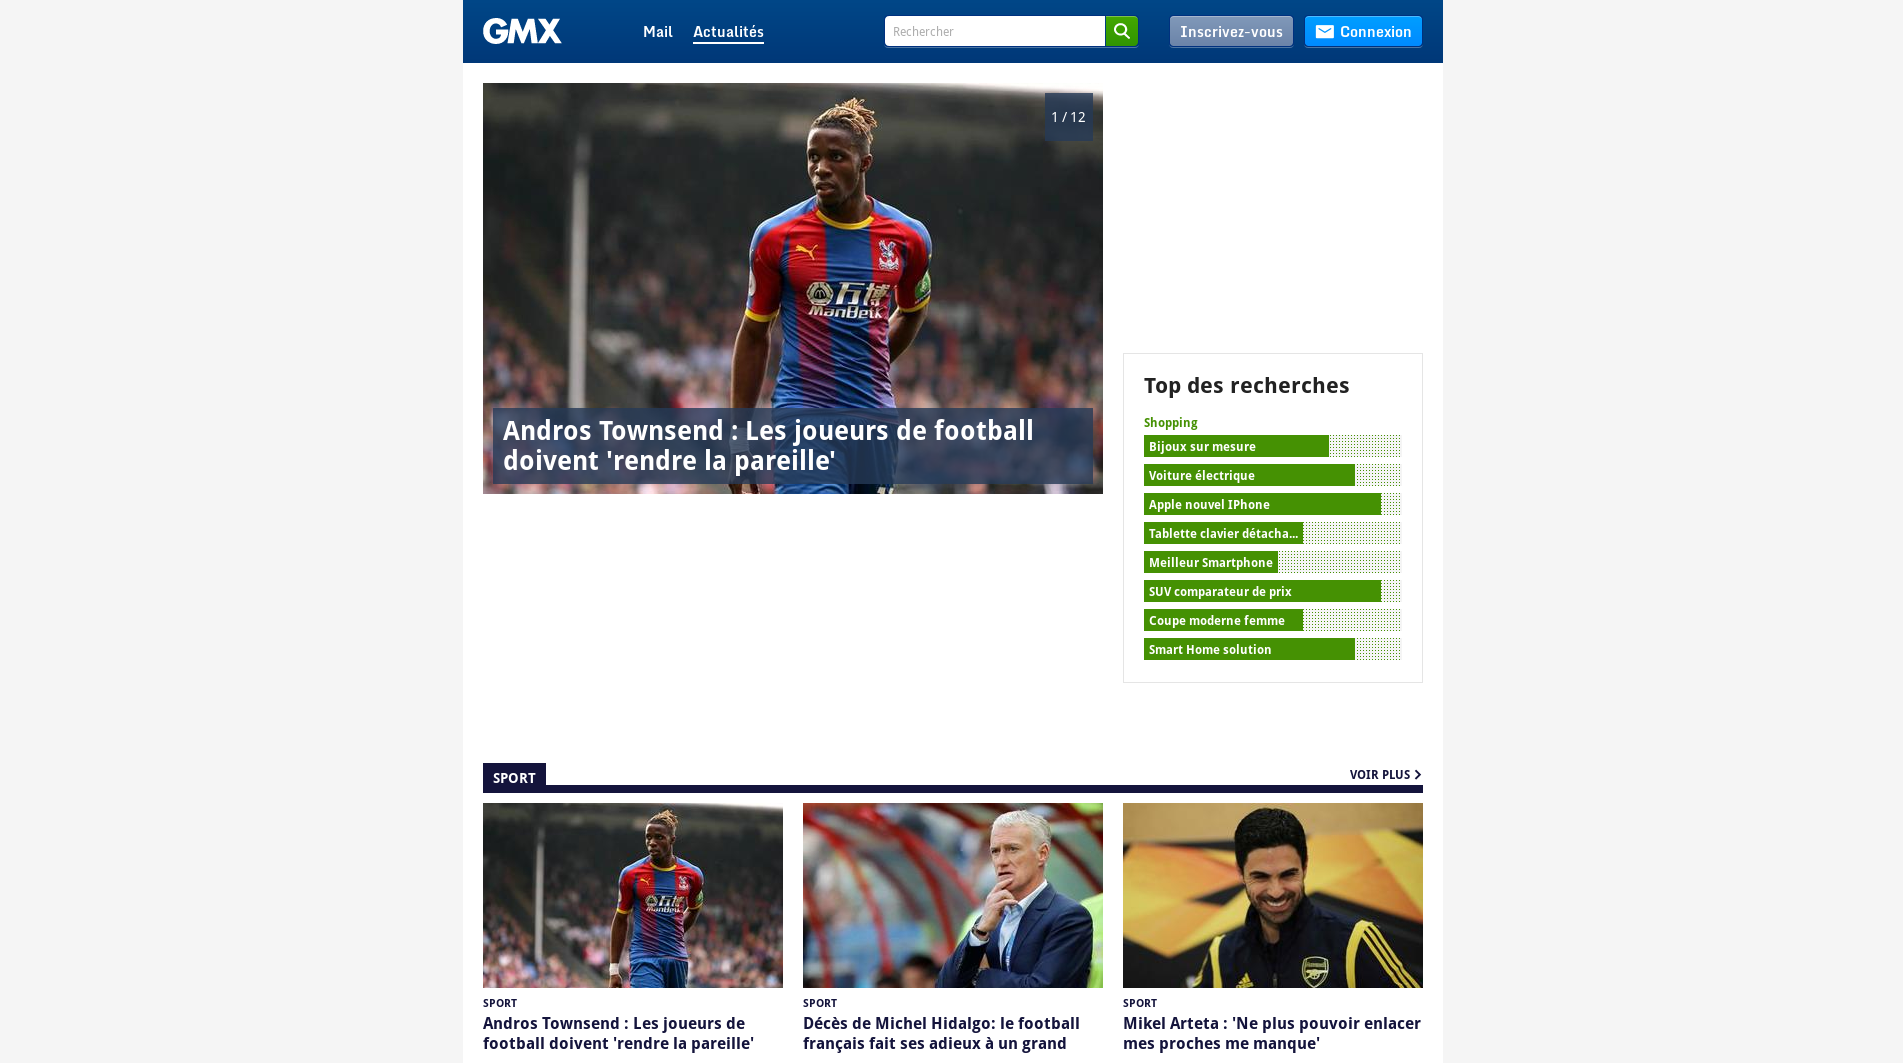 GMX
Mail
Actualités
Rechercher
Inscrivez-vous
Connexion
1 / 12
ManBetX
Andros Townsend : Les joueurs de football
doivent 'rendre la pareille'
Top des recherches
Shopping
Bijoux sur mesure
Voiture électrique
Apple nouvel IPhone
Tablette clavier détacha...
Meilleur Smartphone
SUV comparateur de prix
Coupe moderne femme
Smart Home solution
SPORT
VOIR PLUS
SPORT
Andros Townsend : Les joueurs de
football doivent 'rendre la pareille'
SPORT
Décès de Michel Hidalgo: le football
français fait ses adieux à un grand
SPORT
Mikel Arteta : 'Ne plus pouvoir enlacer
mes proches me manque'